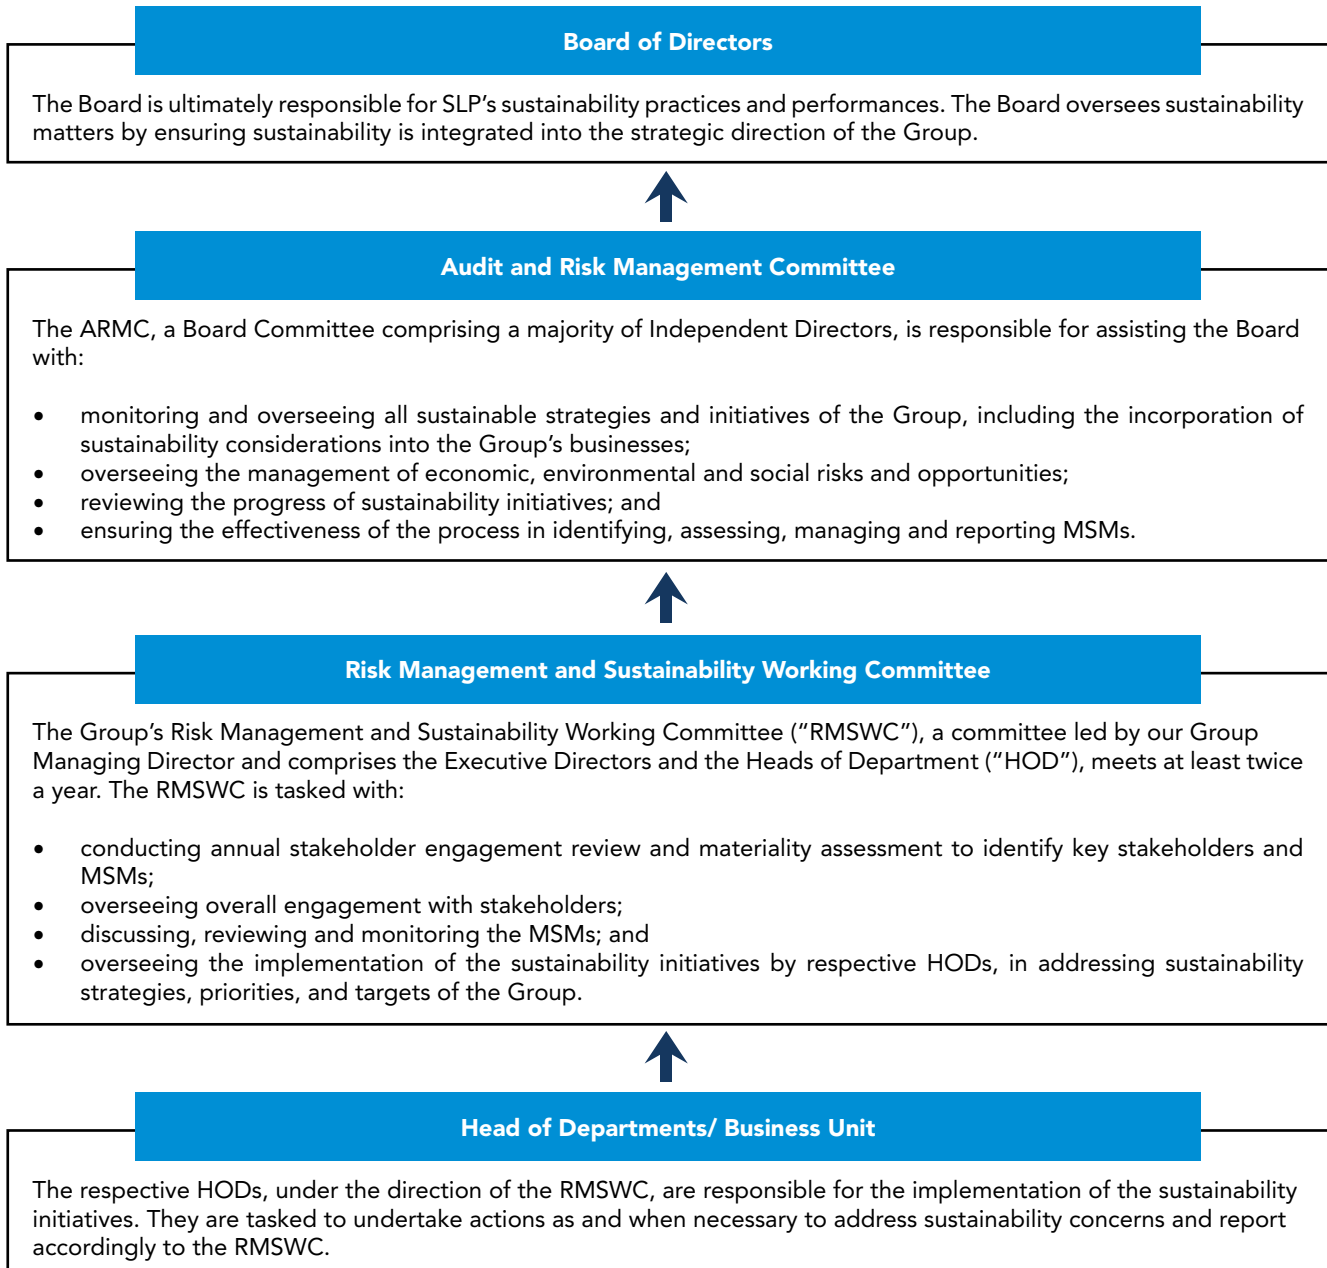 Board of Directors
The Board is ultimately responsible for SLP’s sustainability practices and performances. The Board oversees sustainability
matters by ensuring sustainability is integrated into the strategic direction of the Group.
Audit and Risk Management Committee
The ARMC, a Board Committee comprising a majority of Independent Directors, is responsible for assisting the Board
with:
• monitoring and overseeing all sustainable strategies and initiatives of the Group, including the incorporation of
sustainability considerations into the Group’s businesses;
• overseeing the management of economic, environmental and social risks and opportunities;
• reviewing the progress of sustainability initiatives; and
• ensuring the effectiveness of the process in identifying, assessing, managing and reporting MSMs.
Risk Management and Sustainability Working Committee
The Group’s Risk Management and Sustainability Working Committee (“RMSWC”), a committee led by our Group
Managing Director and comprises the Executive Directors and the Heads of Department (“HOD”), meets at least twice
a year. The RMSWC is tasked with:
• conducting annual stakeholder engagement review and materiality assessment to identify key stakeholders and
MSMs;
• overseeing overall engagement with stakeholders;
• discussing, reviewing and monitoring the MSMs; and
• overseeing the implementation of the sustainability initiatives by respective HODs, in addressing sustainability
strategies, priorities, and targets of the Group.
Head of Departments/ Business Unit
The respective HODs, under the direction of the RMSWC, are responsible for the implementation of the sustainability
initiatives. They are tasked to undertake actions as and when necessary to address sustainability concerns and report
accordingly to the RMSWC.